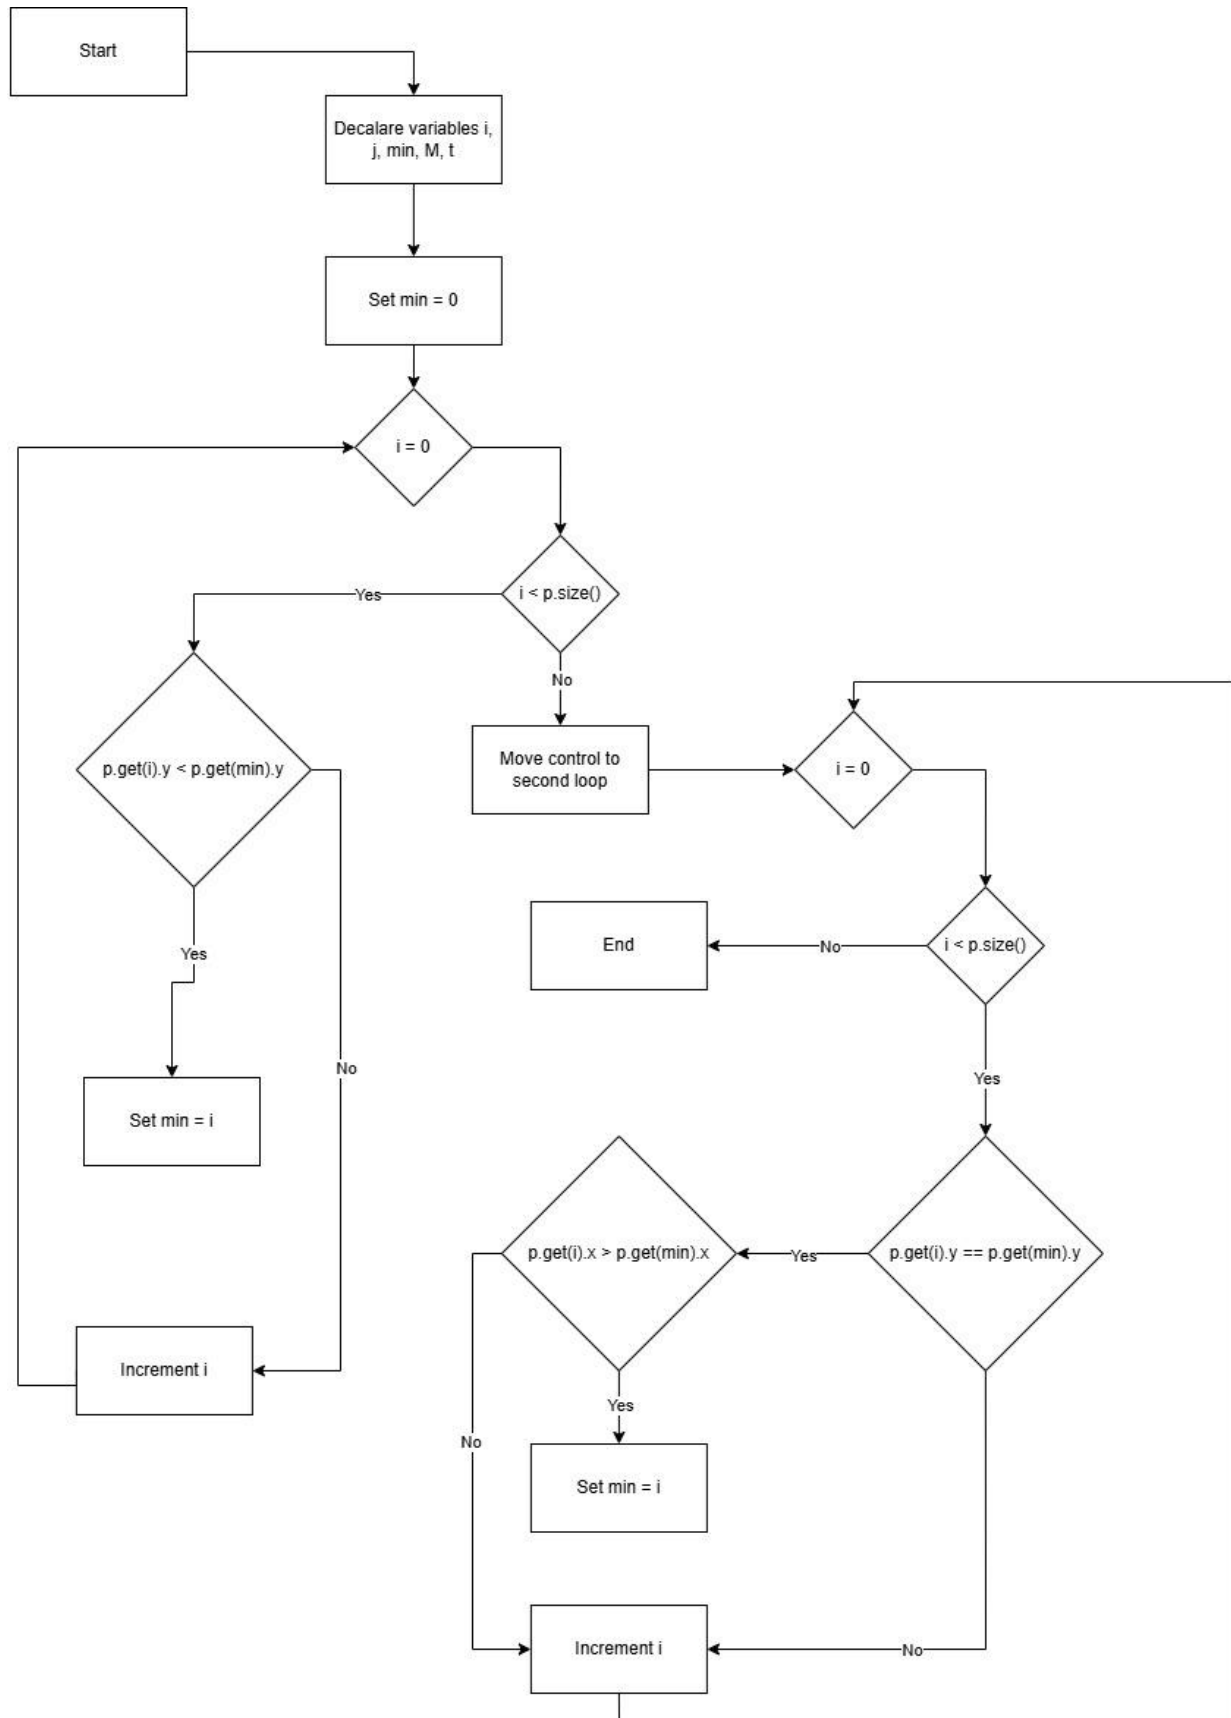 Start
Decalare variables i,
j, min, M, t
Set min = 0
i = 0
i < p.size()
Yes
No
p.get(i).y < p.get(min).y
Move control to
second loop
i = 0
Yes
End
No
i < p.size()
No
Yes
Set min = i
p.get(i).x > p.get(min).x
Yes
p.get(i).y == p.get(min).y
Increment i
Yes
No
Set min = i
Increment i
No